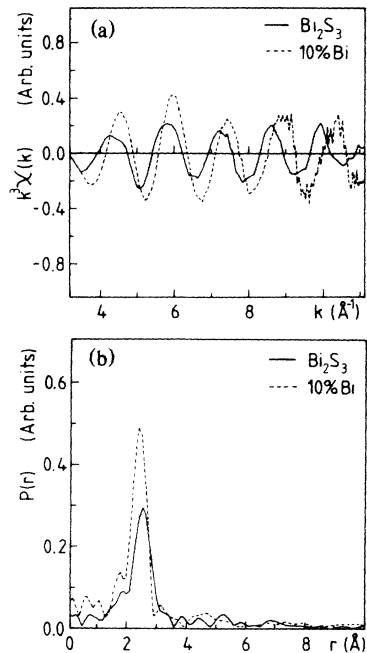 (a)
Bi₂S₃
10%Bi
k³χ(k) (Arb. units)
0.8
0.4
0.0
-0.4
-0.8
4 6 8 10
k (Å⁻¹)
(b)
Bi₂S₃
10%Bi
P(r) (Arb. units)
0.6
0.4
0.2
0.0
0 2 4 6 8 r (Å)